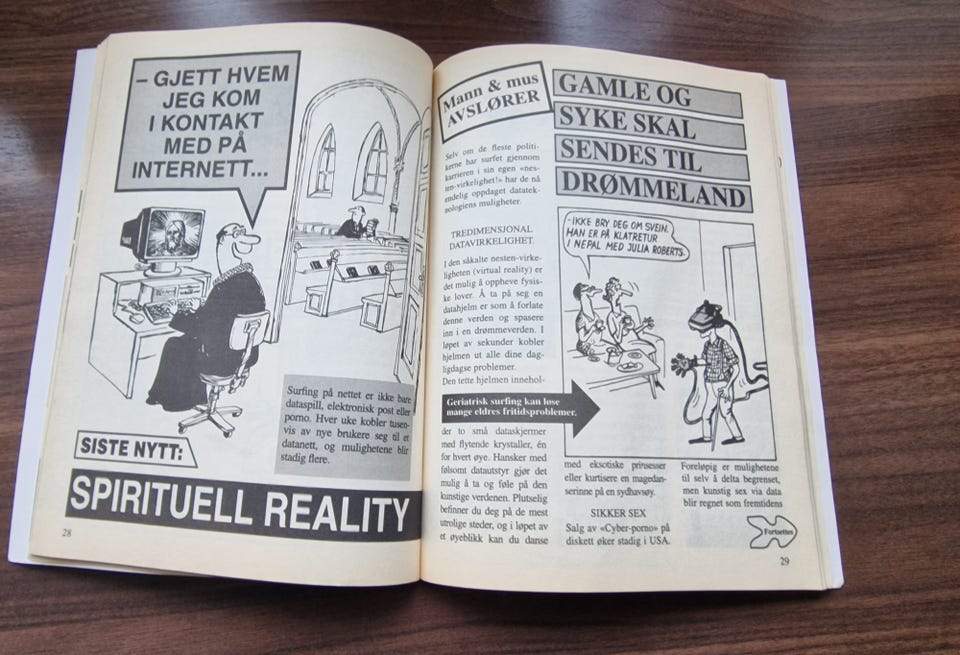 – GJETT HVEM
JEG KOM
I KONTAKT
MED PÅ
INTERNETT...
Surfing på nettet er ikke bare
dataspill, elektronisk post eller
porno. Hver uke kobler tusen-
vis av nye brukere seg til et
datanett, og mulighetene blir
stadig flere.
SISTE NYTT:
SPIRITUELL REALITY
28
Mann & mus
AVSLØRER
GAMLE OG
SYKE SKAL
SENDES TIL
DRØMMELAND
Selv om de fleste politi-
kerne har surfet gjennom
karrieren i sin egen «nes-
ten-virkelighet!» har de nå
endelig oppdaget datatek-
nologiens muligheter.
TREDIMENSJONAL
DATAVIRKELIGHET.
I den såkalte nesten-virke-
ligheten (virtual reality) er
det mulig å oppheve fysis-
ke lover. Å ta på seg en
datahjelm er som å forlate
denne verden og spasere
inn i en drømmeverden. I
løpet av sekunder kobler
hjelmen ut alle dine dag-
ligdagse problemer.
Den tette hjelmen innehol-
Geriatrisk surfing kan løse
mange eldres fritidsproblemer.
der to små dataskjermer
med flytende krystaller, én
for hvert øye. Hansker med
følsomt datautstyr gjør det
mulig å ta og føle på den
kunstige verdenen. Plutselig
befinner du deg på de mest
utrolige steder, og i løpet av
et øyeblikk kan du danse
- IKKE BRY DEG OM SVEIN.
HAN ER PÅ KLATRETUR
I NEPAL MED JULIA ROBERTS.
med eksotiske prinsesser
eller kurtisere en magedan-
serinne på en sydhavsøy.
SIKKER SEX
Salg av «Cyber-porno» på
diskett øker stadig i USA.
Foreløpig er mulighetene
til selv å delta begrenset,
men kunstig sex via data
blir regnet som fremtidens
Fortsettes
29